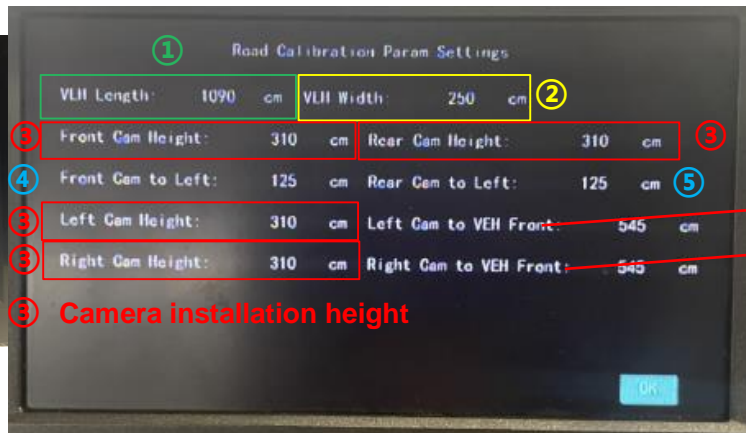 ①
Road Calibration Param Settings
VLH Length: 1090 cm VLH Width: 250 cm ②
③ Front Cam Height: 310 cm Rear Cam Height: 310 cm ③
④ Front Cam to Left: 125 cm Rear Cam to Left: 125 cm ⑤
③ Left Cam Height: 310 cm Left Cam to VEH Front: 545 cm
③ Right Cam Height: 310 cm Right Cam to VEH Front: 545 cm
③ Camera installation height
OK